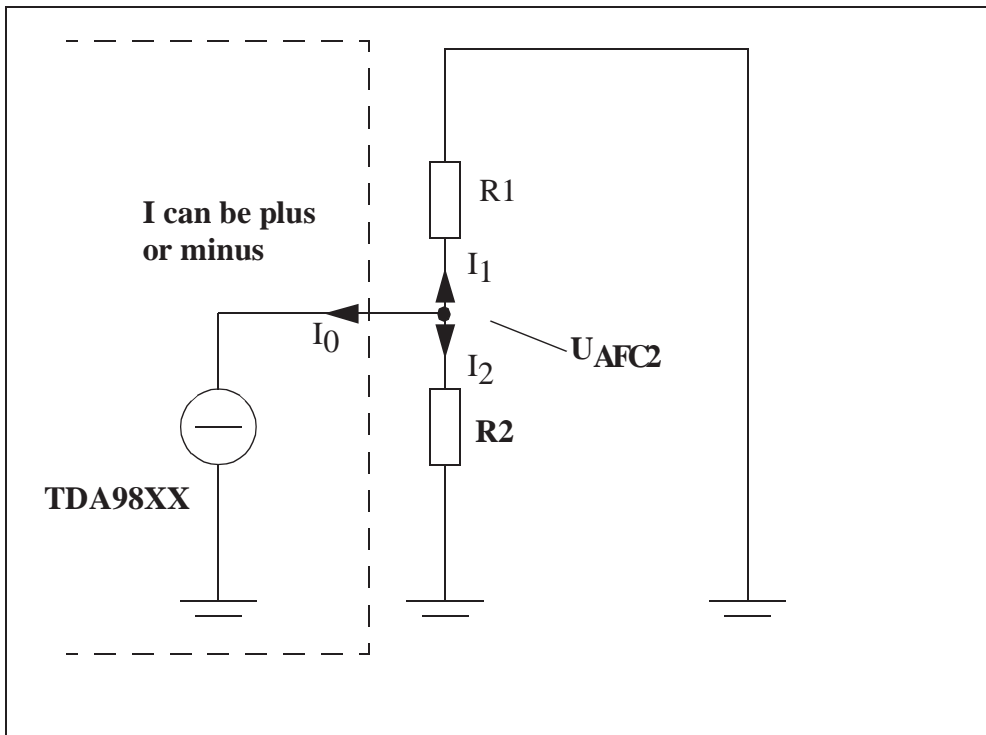 R1
I can be plus
or minus
I1
I0
UAFC2
I2
R2
TDA98XX